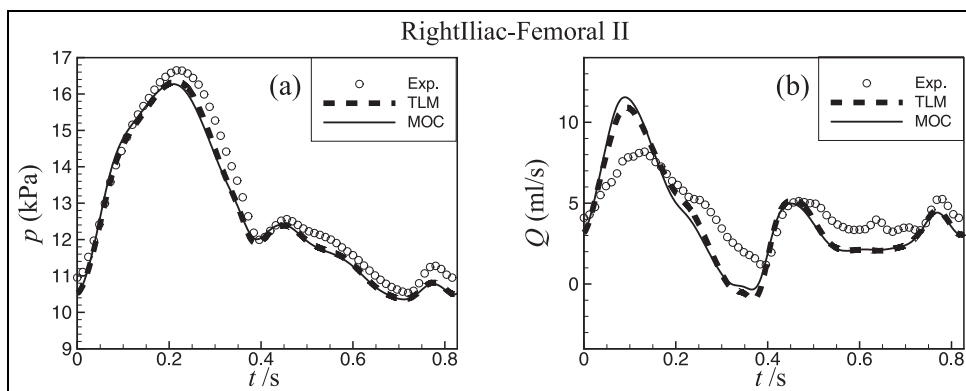 RightIliac-Femoral II
(a)
Exp.
TLM
MOC
p (kPa)
17
16
15
14
13
12
11
10
9
0 0.2 0.4 0.6 0.8
t /s
(b)
Exp.
TLM
MOC
Q (ml/s)
10
5
0
0 0.2 0.4 0.6 0.8
t /s